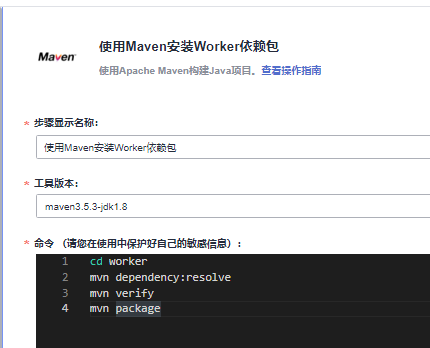 Maven
使用Maven安装Worker依赖包
使用Apache Maven构建Java项目。查看操作指南
* 步骤显示名称：
使用Maven安装Worker依赖包
* 工具版本：
maven3.5.3-jdk1.8
* 命令（请您在使用中保护好自己的敏感信息）：
1 cd worker
2 mvn dependency:resolve
3 mvn verify
4 mvn package